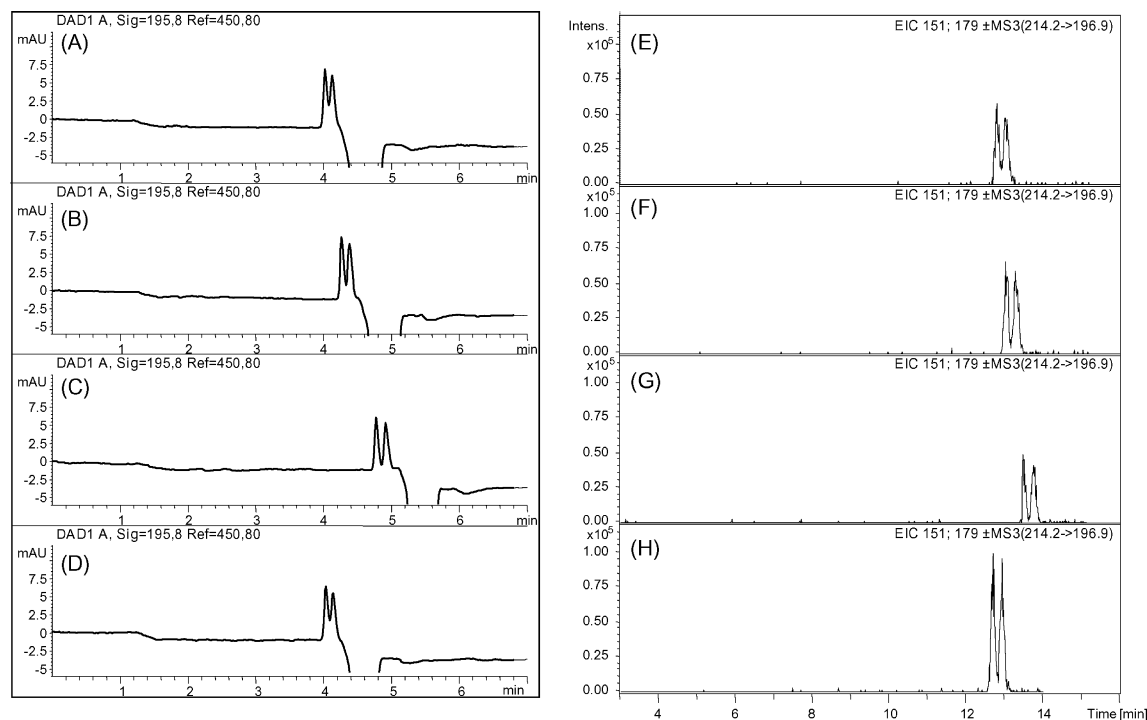 DAD1 A, Sig=195,8 Ref=450,80
mAU
(A)
7.5
5
2.5
0
-2.5
-5
1 2 3 4 5 6 min
DAD1 A, Sig=195,8 Ref=450,80
mAU
(B)
7.5
5
2.5
0
-2.5
-5
1 2 3 4 5 6 min
DAD1 A, Sig=195,8 Ref=450,80
mAU
(C)
7.5
5
2.5
0
-2.5
-5
1 2 3 4 5 6 min
DAD1 A, Sig=195,8 Ref=450,80
mAU
(D)
7.5
5
2.5
0
-2.5
-5
1 2 3 4 5 6 min
Intens. EIC 151; 179 ±MS3(214.2->196.9)
x10⁵
(E)
0.75
0.50
0.25
0.00
x10⁵ EIC 151; 179 ±MS3(214.2->196.9)
1.00
(F)
0.75
0.50
0.25
0.00
x10⁵ EIC 151; 179 ±MS3(214.2->196.9)
1.00
(G)
0.75
0.50
0.25
0.00
x10⁵ EIC 151; 179 ±MS3(214.2->196.9)
1.00
(H)
0.75
0.50
0.25
0.00
4 6 8 10 12 14 Time [min]